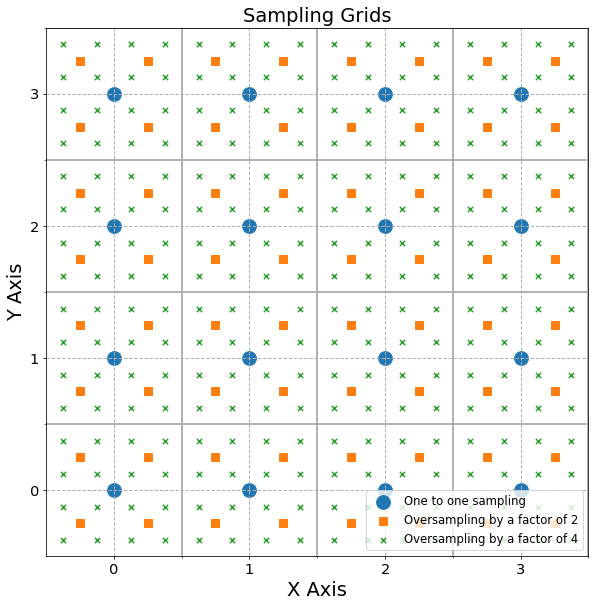 Sampling Grids
3
2
1
0
Y Axis
One to one sampling
Oversampling by a factor of 2
Oversampling by a factor of 4
0 1 2 3
X Axis